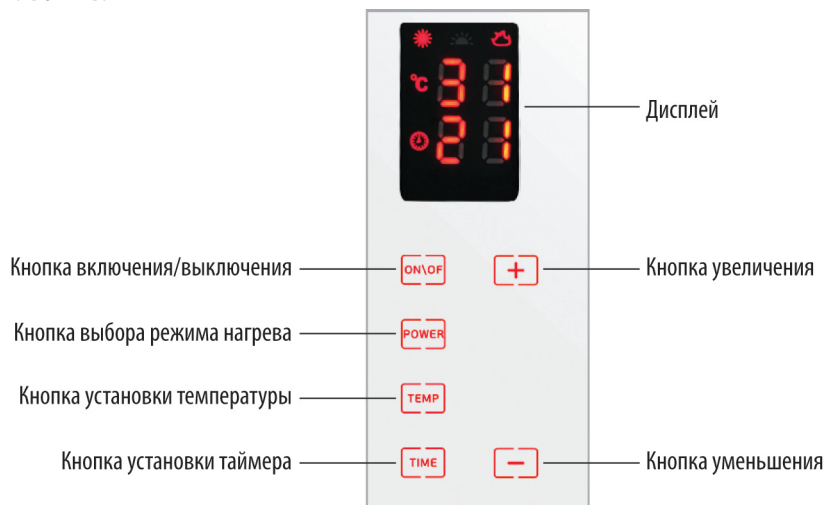 °C 31
21
Дисплей
Кнопка включения/выключения
ON\OF
+
Кнопка увеличения
Кнопка выбора режима нагрева
POWER
Кнопка установки температуры
TEMP
Кнопка установки таймера
TIME
−
Кнопка уменьшения